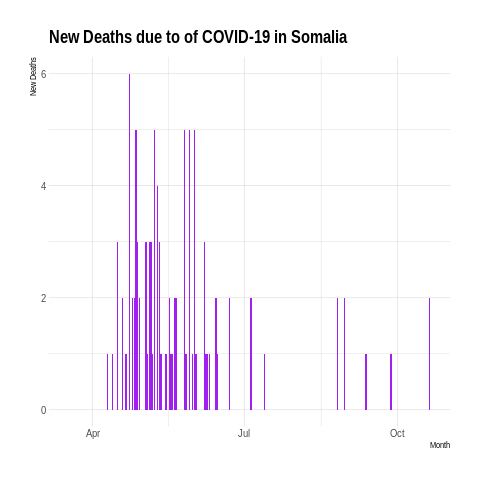 New Deaths due to of COVID-19 in Somalia
New Deaths
6
4
2
0
Apr
Jul
Oct
Month